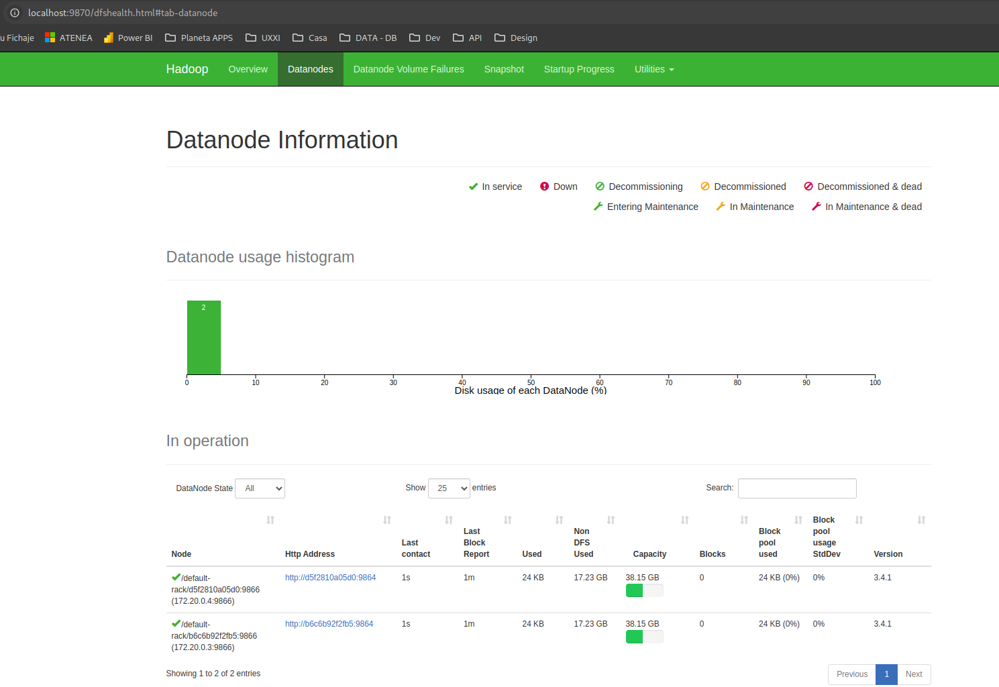 localhost:9870/dfshealth.html#tab-datanode
u Fichaje ATENEA Power BI Planeta APPS UXXI Casa DATA - DB Dev API Design
Hadoop Overview Datanodes Datanode Volume Failures Snapshot Startup Progress Utilities
Datanode Information
In service Down Decommissioning Decommissioned Decommissioned & dead
Entering Maintenance In Maintenance In Maintenance & dead
Datanode usage histogram
2
0 10 20 30 40 50 60 70 80 90 100
Disk usage of each DataNode (%)
In operation
DataNode State All Show 25 entries Search:
Node Http Address Last contact Last Block Report Used Non DFS Used Capacity Blocks Block pool used Block pool usage StdDev Version
/default-rack/d5f2810a05d0:9866 (172.20.0.4:9866) http://d5f2810a05d0:9864 1s 1m 24 KB 17.23 GB 38.15 GB 0 24 KB (0%) 0% 3.4.1
/default-rack/b6c6b92f2fb5:9866 (172.20.0.3:9866) http://b6c6b92f2fb5:9864 1s 1m 24 KB 17.23 GB 38.15 GB 0 24 KB (0%) 0% 3.4.1
Showing 1 to 2 of 2 entries Previous 1 Next